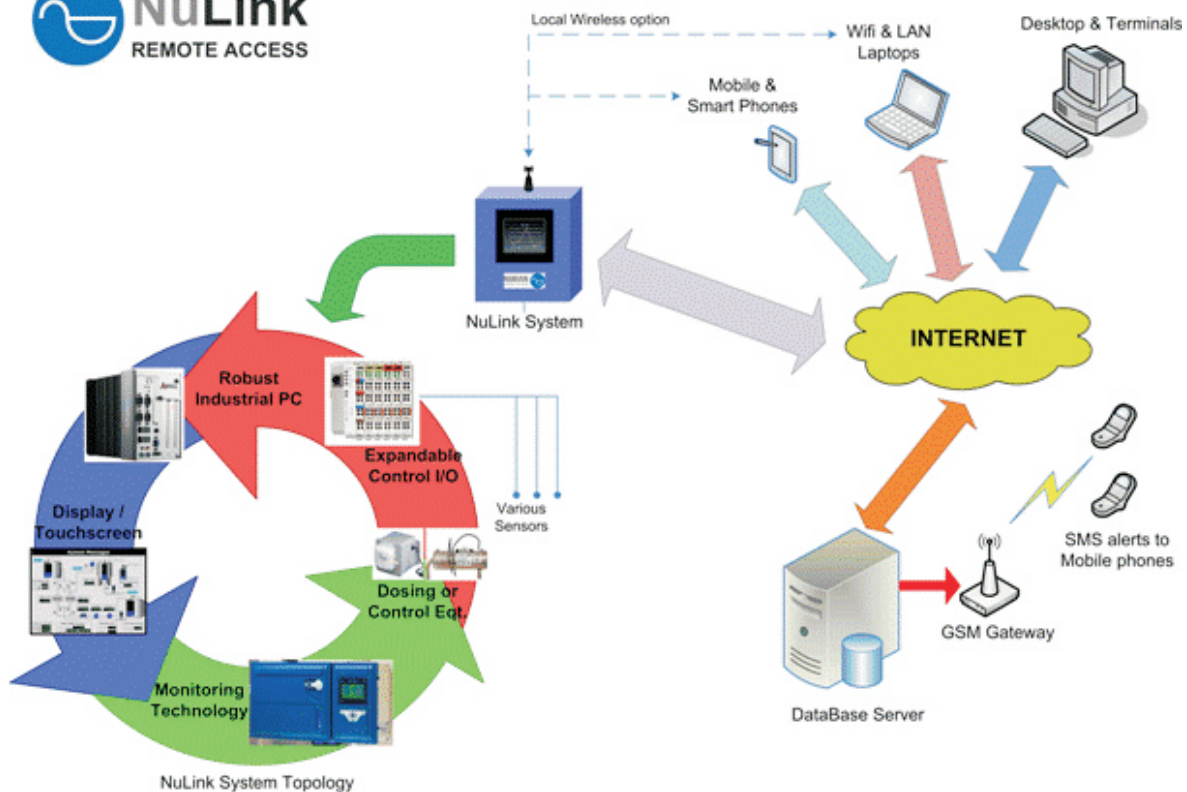 NuLink
REMOTE ACCESS
Local Wireless option
Wifi & LAN
Laptops
Desktop & Terminals
Mobile &
Smart Phones
NuLink System
INTERNET
Robust
Industrial PC
Expandable
Control I/O
Various
Sensors
Display /
Touchscreen
Dosing or
Control Eqt.
Monitoring
Technology
NuLink System Topology
SMS alerts to
Mobile phones
GSM Gateway
DataBase Server